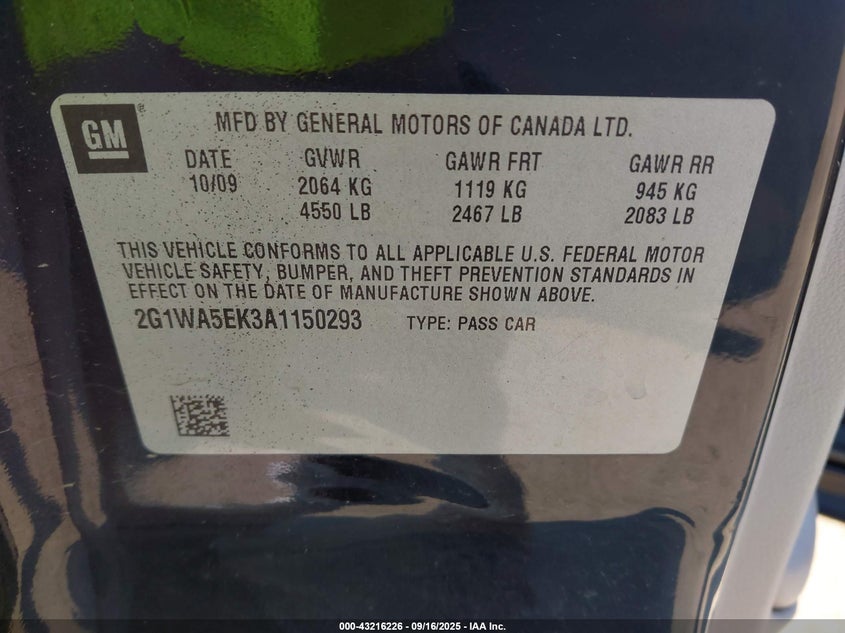 GM®
MFD BY GENERAL MOTORS OF CANADA LTD.
DATE GVWR GAWR FRT GAWR RR
10/09 2064 KG 1119 KG 945 KG
4550 LB 2467 LB 2083 LB
THIS VEHICLE CONFORMS TO ALL APPLICABLE U.S. FEDERAL MOTOR
VEHICLE SAFETY, BUMPER, AND THEFT PREVENTION STANDARDS IN
EFFECT ON THE DATE OF MANUFACTURE SHOWN ABOVE.
2G1WA5EK3A1150293 TYPE: PASS CAR
000-43216226 - 09/16/2025 - IAA Inc.